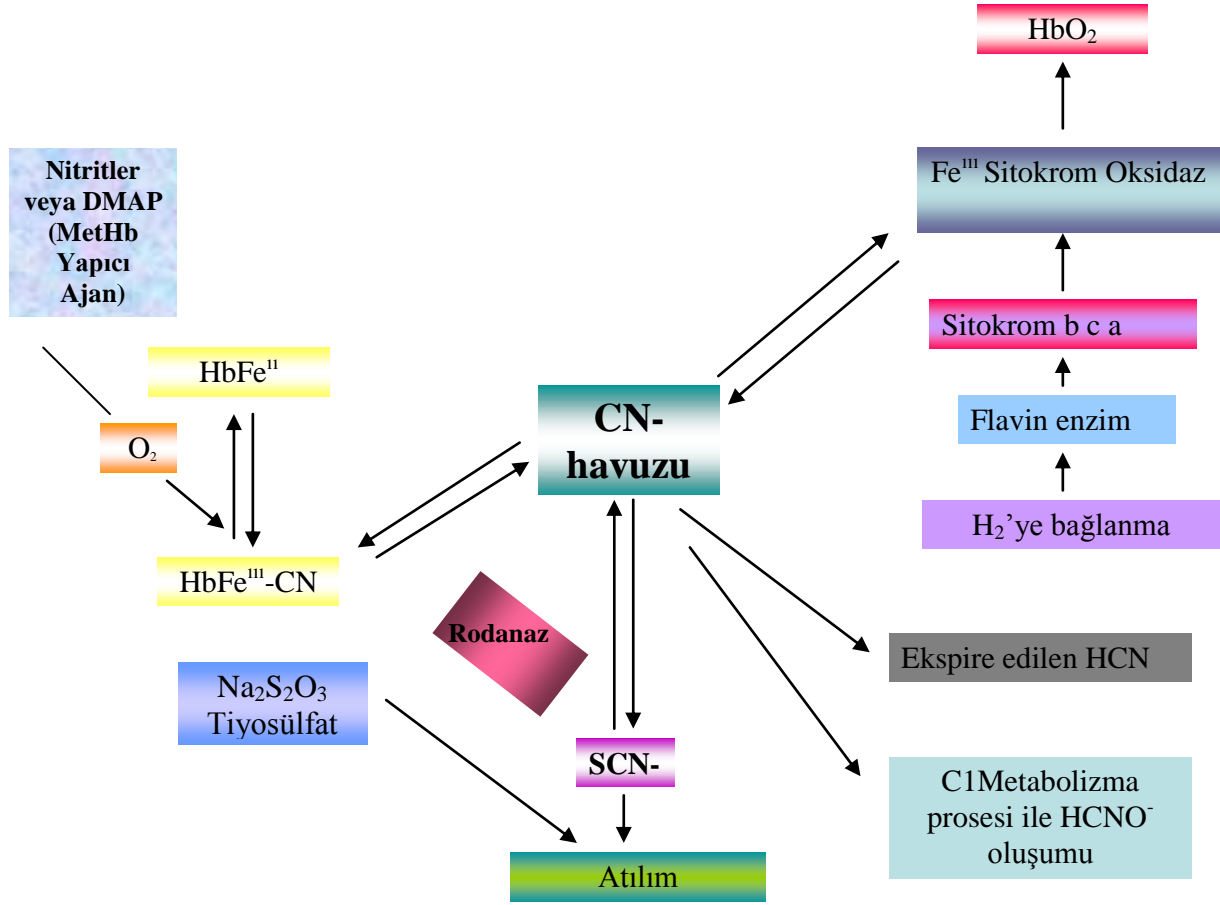 HbO₂
Nitritler
veya DMAP
(MetHb
Yapıcı
Ajan)
Feᴵᴵᴵ Sitokrom Oksidaz
Sitokrom b c a
HbFeᴵᴵ
CN-
havuzu
Flavin enzim
O₂
H₂’ye bağlanma
HbFeᴵᴵᴵ-CN
Rodanaz
Ekspire edilen HCN
Na₂S₂O₃
Tiyosülfat
SCN-
C1Metabolizma
prosesi ile HCNO⁻
oluşumu
Atılım